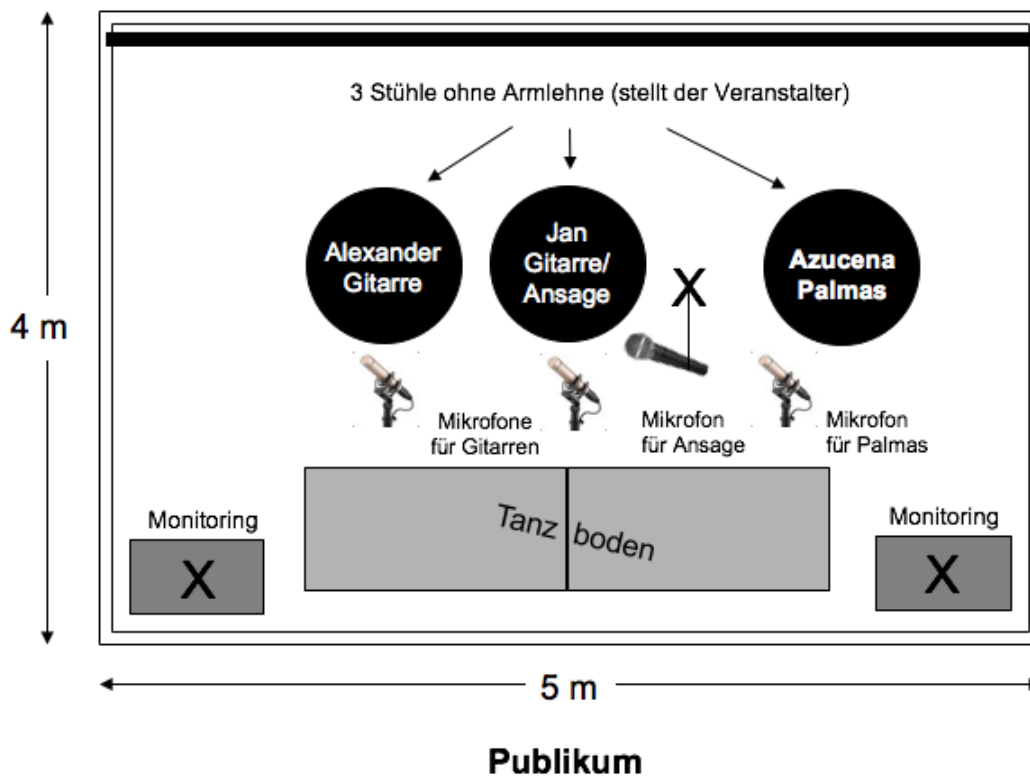 3 Stühle ohne Armlehne (stellt der Veranstalter)
Alexander
Gitarre
Jan
Gitarre/
Ansage
X
Azucena
Palmas
4 m
Mikrofone
für Gitarren
Mikrofon
für Ansage
Mikrofon
für Palmas
Monitoring
X
Tanz boden
Monitoring
X
5 m
Publikum